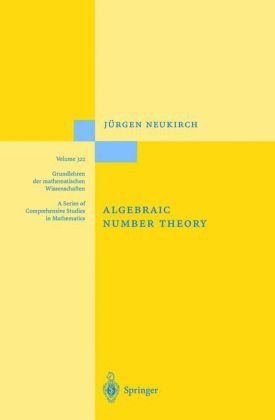 JÜRGEN NEUKIRCH
Volume 322
Grundlehren
der mathematischen
Wissenschaften
A Series of
Comprehensive Studies
in Mathematics
ALGEBRAIC
NUMBER THEORY
Springer